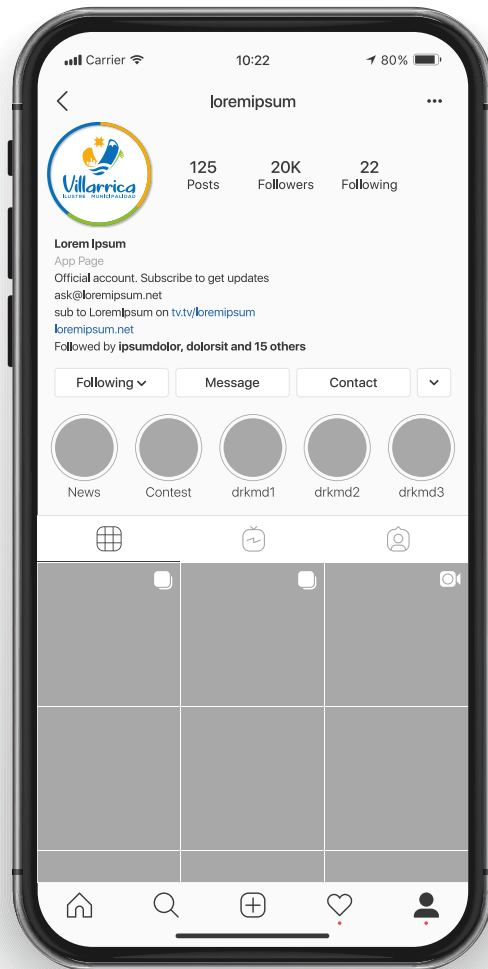 Carrier 10:22 80%
loremipsum
Villarrica
ILUSTRE MUNICIPALIDAD
125 20K 22
Posts Followers Following
Lorem Ipsum
App Page
Official account. Subscribe to get updates
ask@loremipsum.net
sub to LoremIpsum on tv.tv/loremipsum
loremipsum.net
Followed by ipsumdolor, dolorsit and 15 others
Following Message Contact
News Contest drkmd1 drkmd2 drkmd3